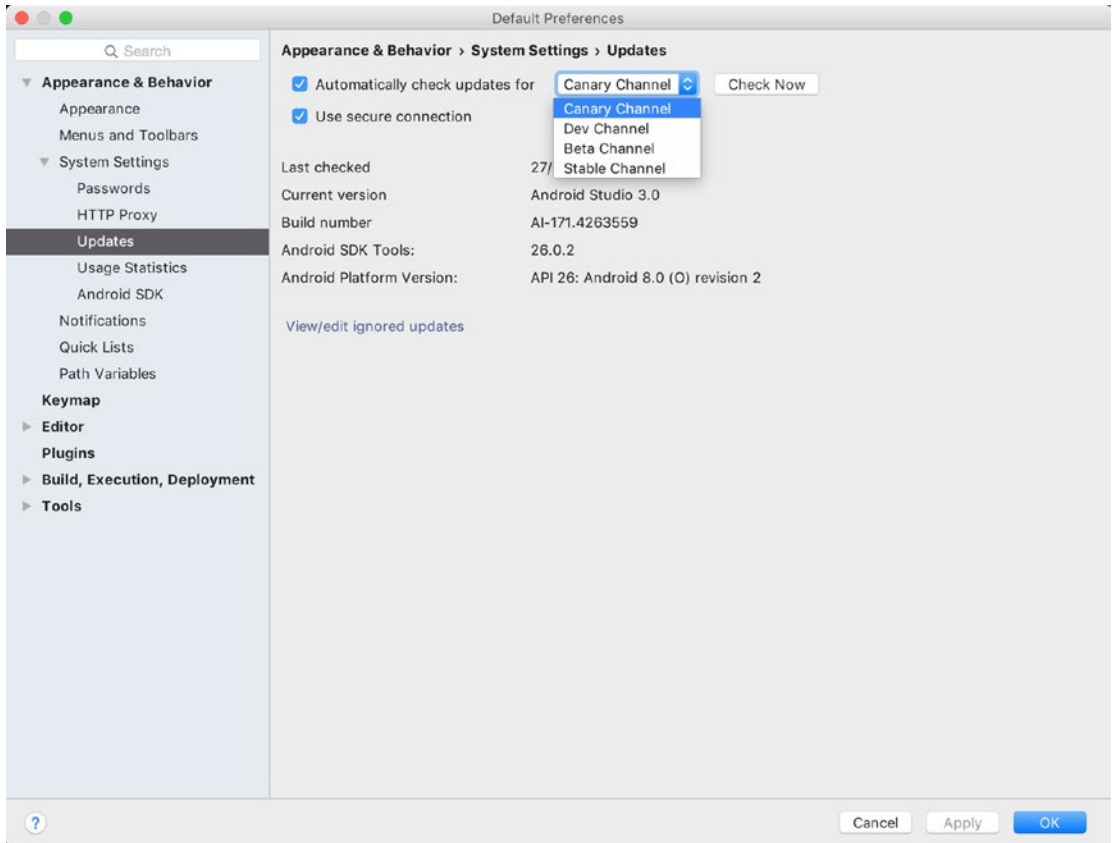 Default Preferences
Search
Appearance & Behavior
Appearance
Menus and Toolbars
System Settings
Passwords
HTTP Proxy
Updates
Usage Statistics
Android SDK
Notifications
Quick Lists
Path Variables
Keymap
Editor
Plugins
Build, Execution, Deployment
Tools
Appearance & Behavior › System Settings › Updates
Automatically check updates for Canary Channel Check Now
Canary Channel
Dev Channel
Beta Channel
Stable Channel
Use secure connection
Last checked 27/
Current version Android Studio 3.0
Build number AI-171.4263559
Android SDK Tools: 26.0.2
Android Platform Version: API 26: Android 8.0 (O) revision 2
View/edit ignored updates
? Cancel Apply OK